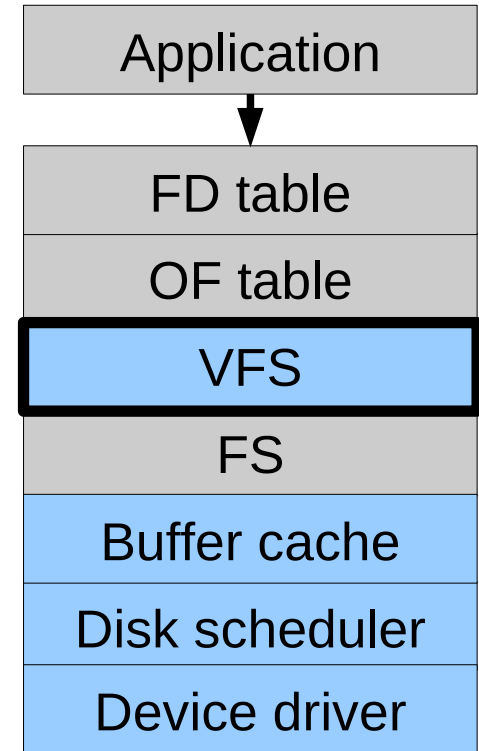 Application
FD table
OF table
VFS
FS
Buffer cache
Disk scheduler
Device driver